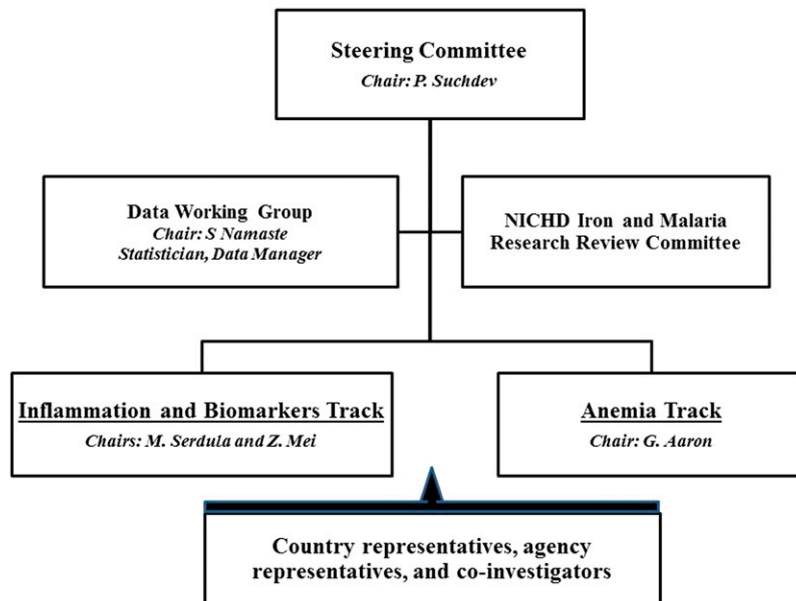 Steering Committee
Chair: P. Suchdev
Data Working Group
Chair: S Namaste
Statistician, Data Manager
NICHD Iron and Malaria
Research Review Committee
Inflammation and Biomarkers Track
Chairs: M. Serdula and Z. Mei
Anemia Track
Chair: G. Aaron
Country representatives, agency
representatives, and co-investigators